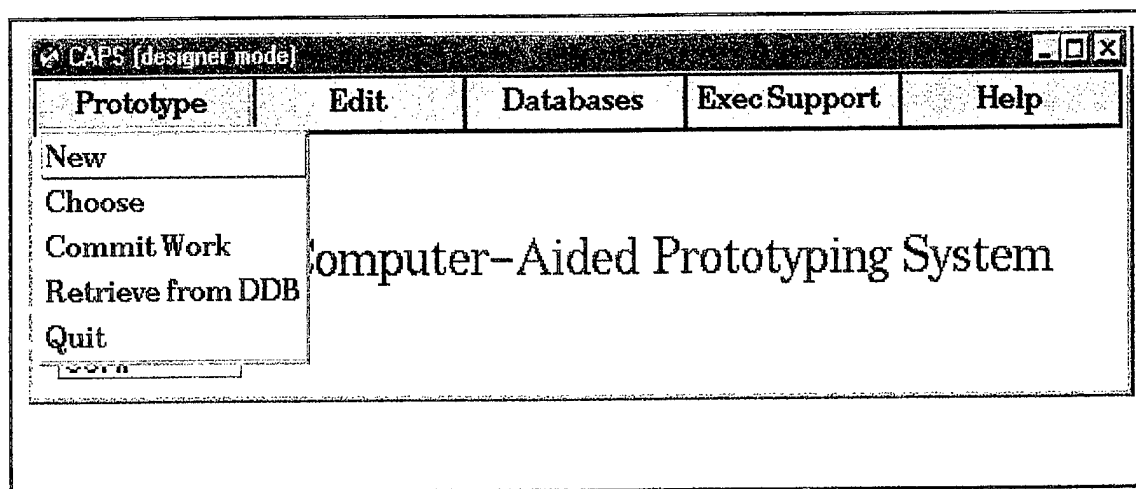 CAPS (designer mode)
Prototype Edit Databases Exec Support Help
New
Choose
Commit Work
omputer-Aided Prototyping System
Retrieve from DDB
Quit